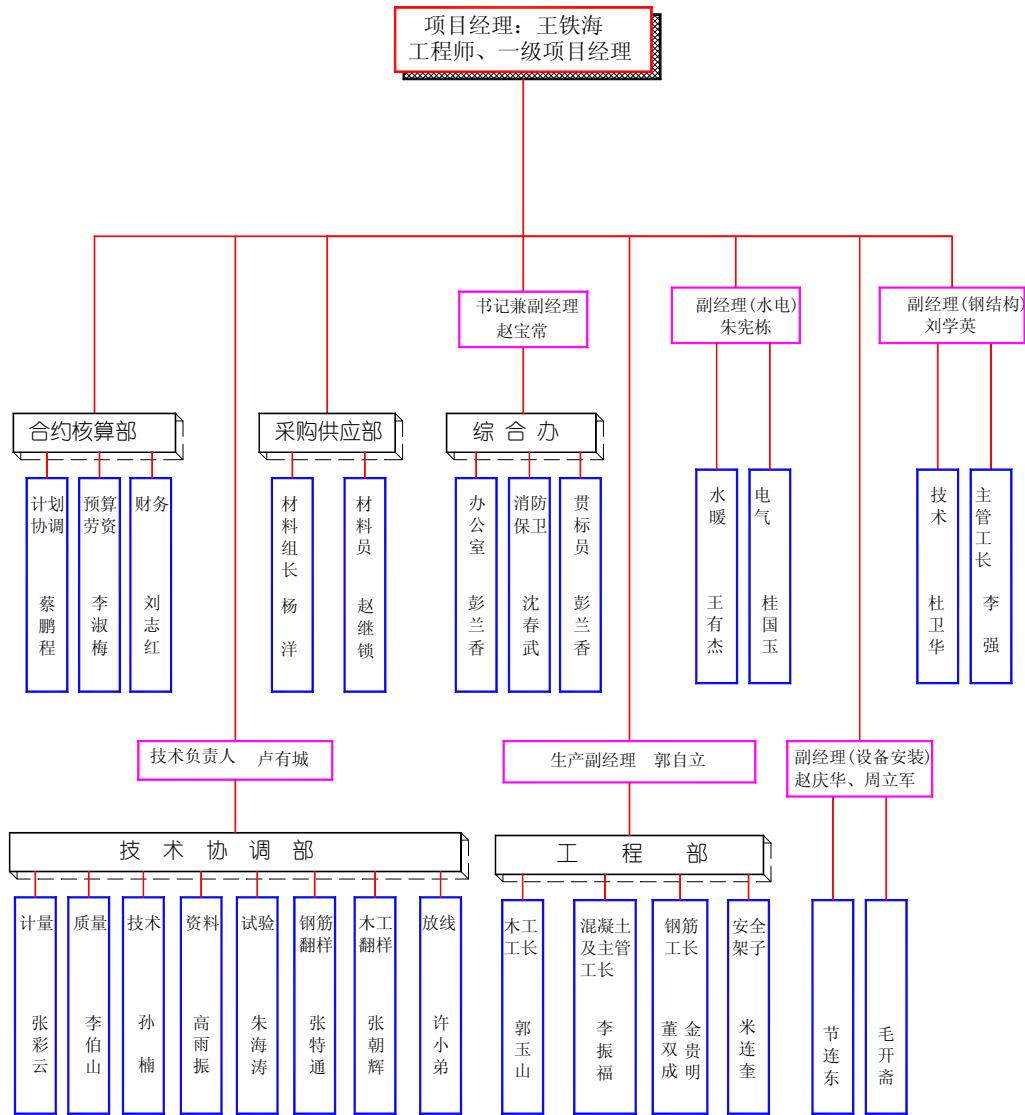 项目经理：王铁海
工程师、一级项目经理
书记兼副经理
赵宝常
副经理(水电)
朱宪栋
副经理(钢结构)
刘学英
合约核算部
采购供应部
综合办
计划
协调
蔡鹏程
预算
劳资
李淑梅
财务
刘志红
材料组长
杨洋
材料员
赵继锁
办公室
彭兰香
消防
保卫
沈春武
贯标员
彭兰香
水暖
王有杰
电气
桂国玉
技术
杜卫华
主管工长
李强
技术负责人 卢有城
生产副经理 郭自立
副经理(设备安装)
赵庆华、周立军
技术协调部
工程部
计量
张彩云
质量
李伯山
技术
孙楠
资料
高雨振
试验
朱海涛
钢筋
翻样
张特通
木工
翻样
张朝辉
放线
许小弟
木工
工长
郭玉山
混凝土
及主管
工长
李振福
钢筋
工长
董双成
金贵明
安全
架子
米连奎
节连东
毛开斋